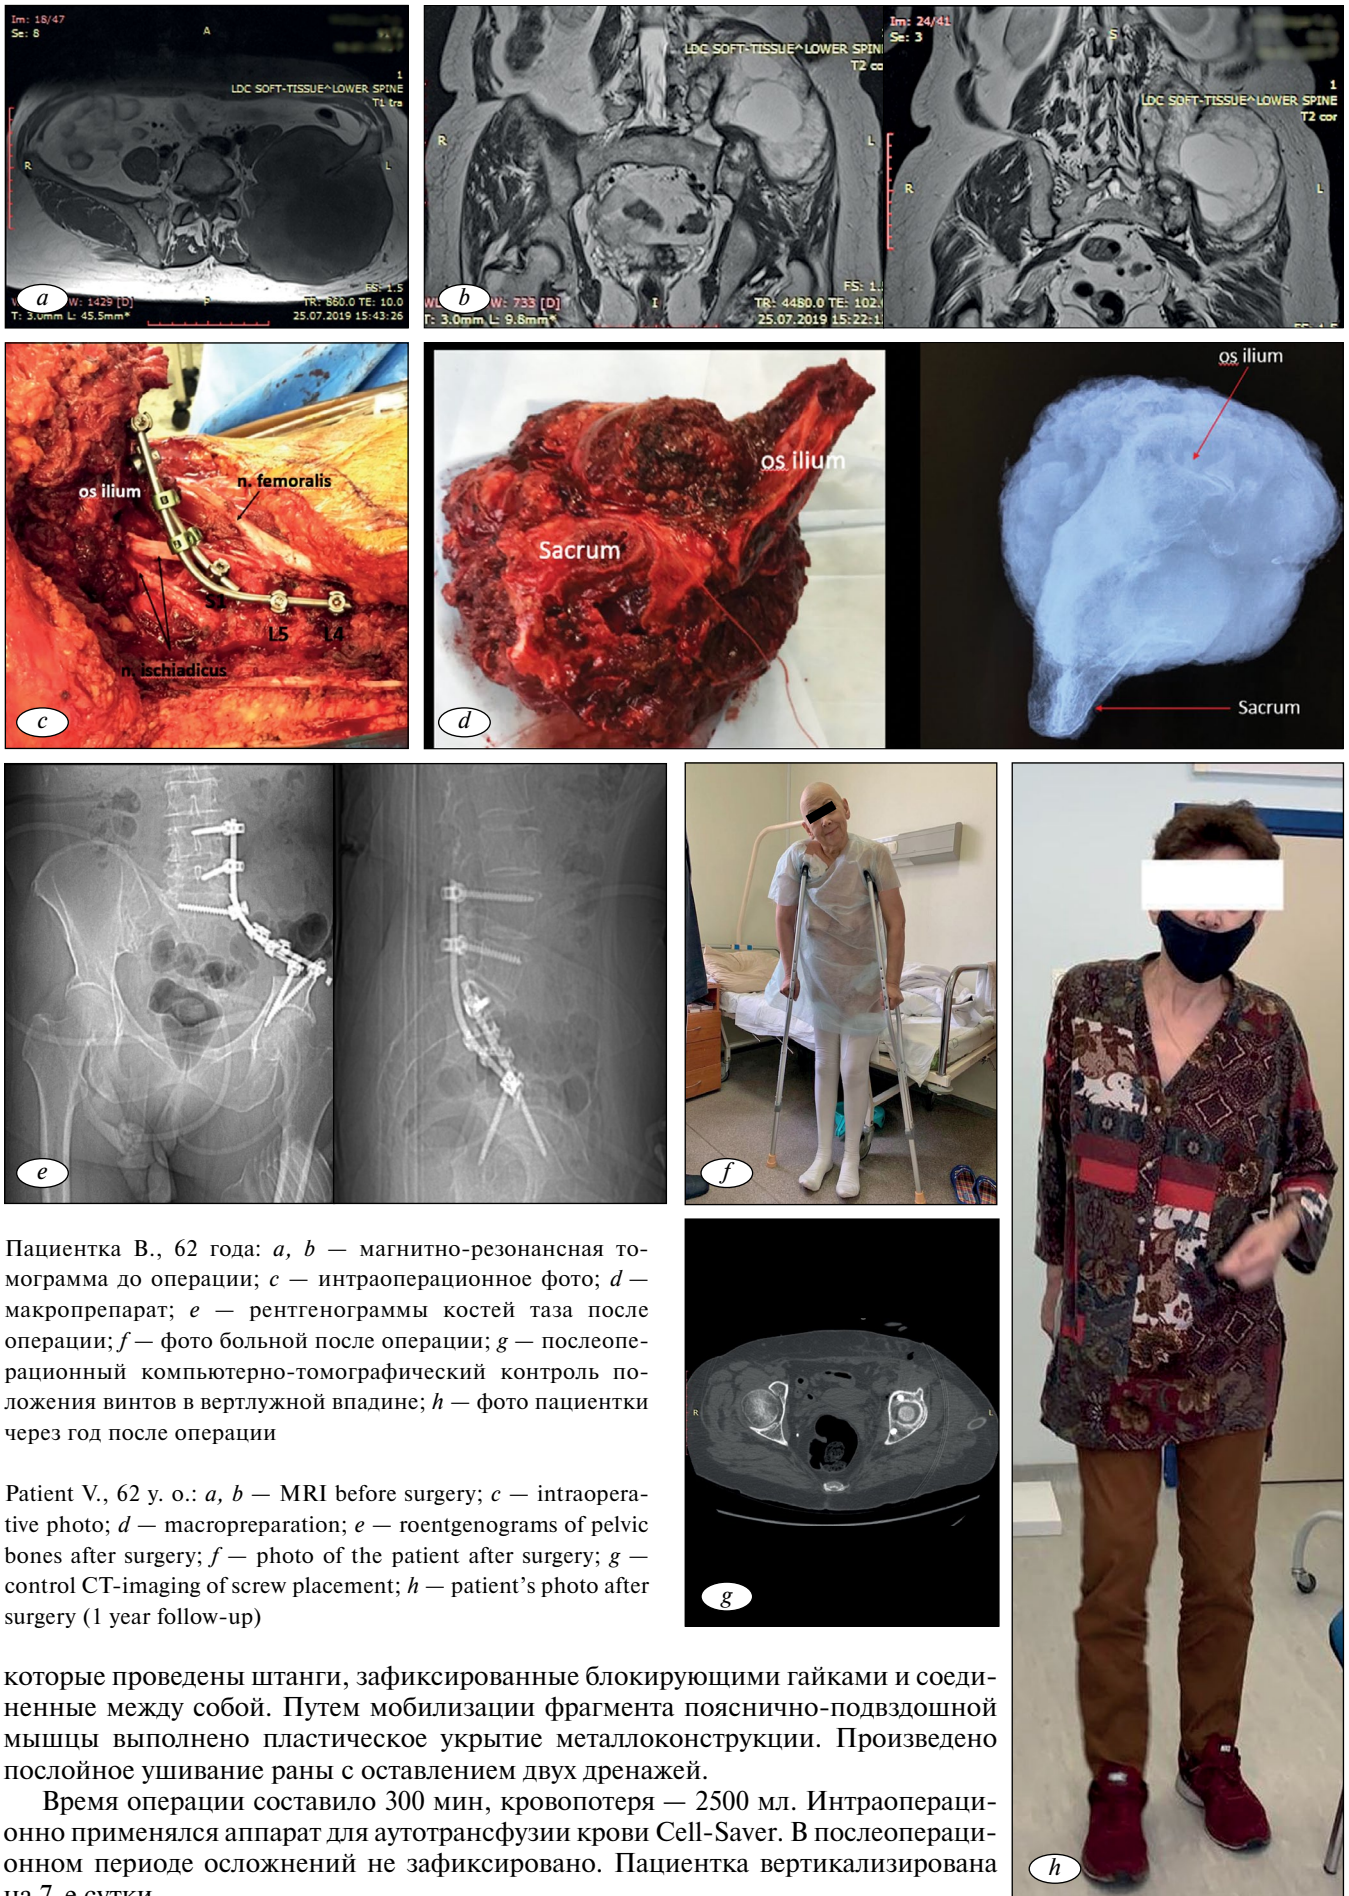 Im: 18/47
Se: 8
A
1
LDC SOFT-TISSUE^LOWER SPINE
T1 tra
R
L
a
W: 1429 [D]
T: 3.0mm L: 45.5mm*
P
FS: 1.5
TR: 860.0 TE: 10.0
25.07.2019 15:43:26
LDC SOFT-TISSUE^LOWER SPIN
T2 co
R
L
b
W: 733 [D]
T: 3.0mm L: 9.8mm*
I
FS: 1.
TR: 4480.0 TE: 102.
25.07.2019 15:22:1
Im: 24/41
Se: 3
S
1
LDC SOFT-TISSUE^LOWER SPINE
T2 cor
R
L
os ilium
n. femoralis
S1
L5
L4
n. ischiadicus
c
os ilium
Sacrum
d
os ilium
Sacrum
e
f
R
L
g
h
Пациентка В., 62 года: a, b — магнитно-резонансная то-
мограмма до операции; c — интраоперационное фото; d —
макропрепарат; e — рентгенограммы костей таза после
операции; f — фото больной после операции; g — послеопе-
рационный компьютерно-томографический контроль по-
ложения винтов в вертлужной впадине; h — фото пациентки
через год после операции
Patient V., 62 y. o.: a, b — MRI before surgery; c — intraopera-
tive photo; d — macropreparation; e — roentgenograms of pelvic
bones after surgery; f — photo of the patient after surgery; g —
control CT-imaging of screw placement; h — patient’s photo after
surgery (1 year follow-up)
которые проведены штанги, зафиксированные блокирующими гайками и соеди-
ненные между собой. Путем мобилизации фрагмента пояснично-подвздошной
мышцы выполнено пластическое укрытие металлоконструкции. Произведено
послойное ушивание раны с оставлением двух дренажей.
Время операции составило 300 мин, кровопотеря — 2500 мл. Интраопераци-
онно применялся аппарат для аутотрансфузии крови Cell-Saver. В послеопераци-
онном периоде осложнений не зафиксировано. Пациентка вертикализирована
на 7-е сутки